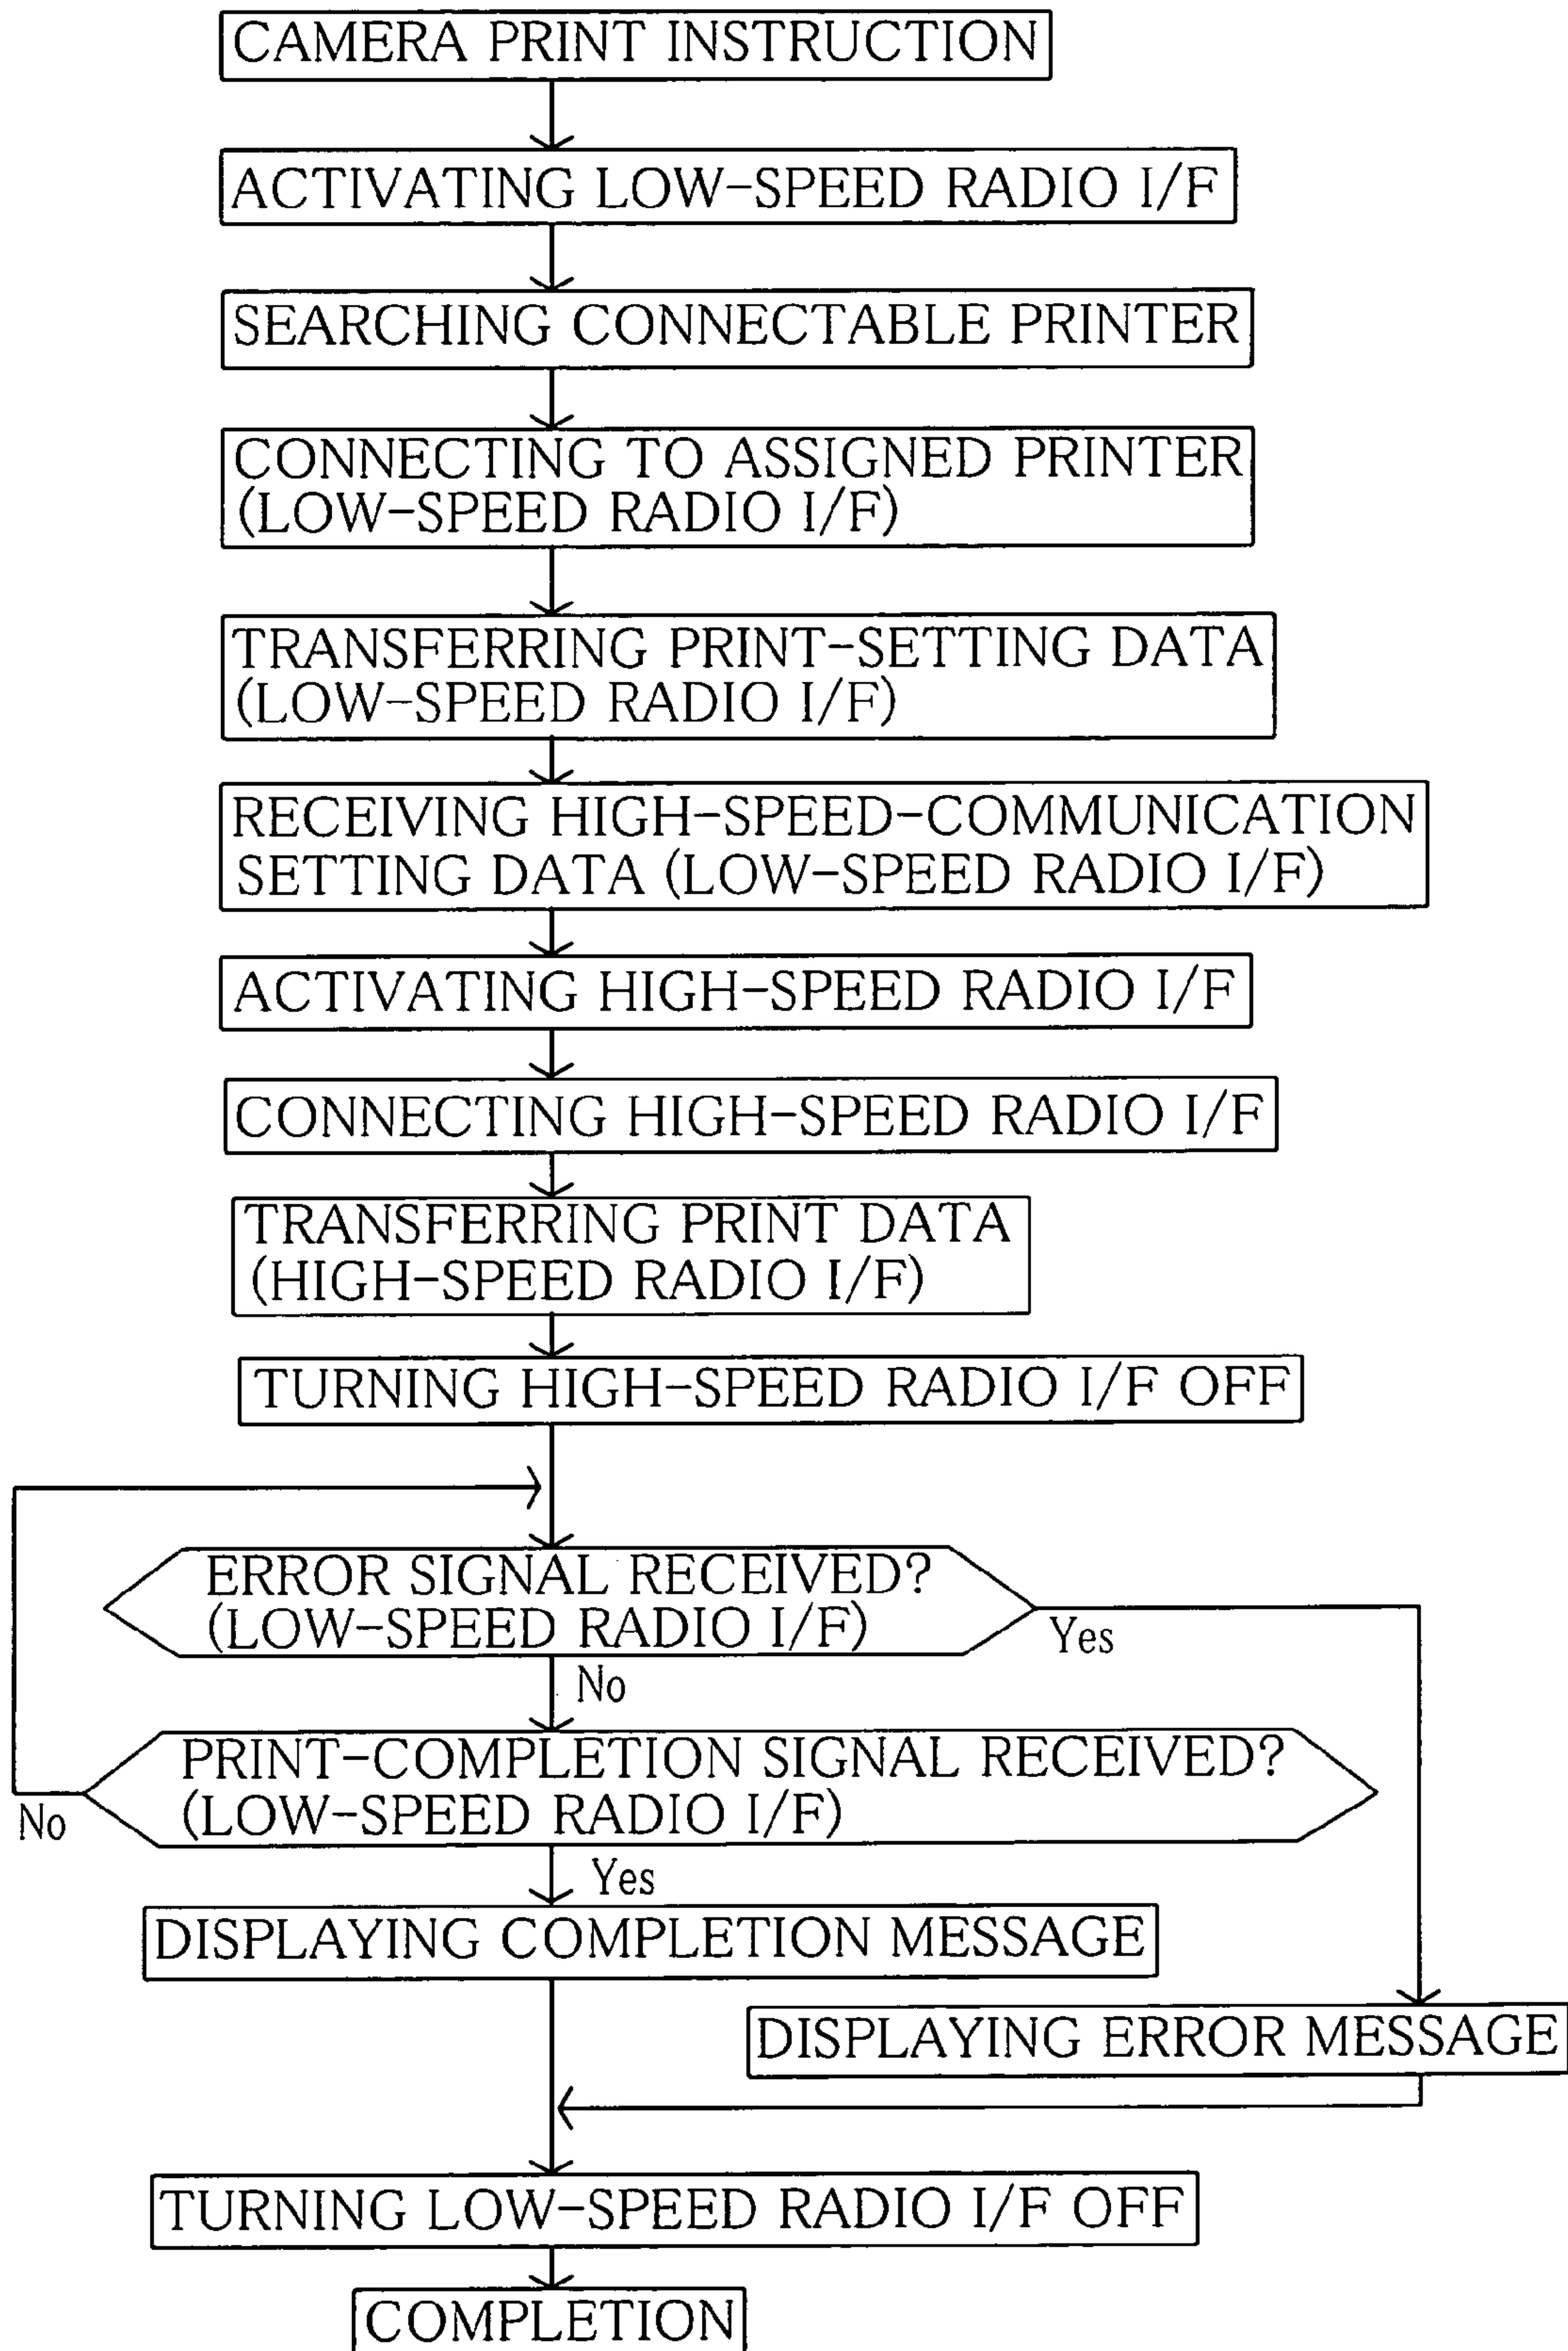 CAMERA PRINT INSTRUCTION
ACTIVATING LOW-SPEED RADIO I/F
SEARCHING CONNECTABLE PRINTER
CONNECTING TO ASSIGNED PRINTER
(LOW-SPEED RADIO I/F)
TRANSFERRING PRINT-SETTING DATA
(LOW-SPEED RADIO I/F)
RECEIVING HIGH-SPEED-COMMUNICATION
SETTING DATA (LOW-SPEED RADIO I/F)
ACTIVATING HIGH-SPEED RADIO I/F
CONNECTING HIGH-SPEED RADIO I/F
TRANSFERRING PRINT DATA
(HIGH-SPEED RADIO I/F)
TURNING HIGH-SPEED RADIO I/F OFF
ERROR SIGNAL RECEIVED?
(LOW-SPEED RADIO I/F)
Yes
No
PRINT-COMPLETION SIGNAL RECEIVED?
(LOW-SPEED RADIO I/F)
No
Yes
DISPLAYING COMPLETION MESSAGE
DISPLAYING ERROR MESSAGE
TURNING LOW-SPEED RADIO I/F OFF
COMPLETION